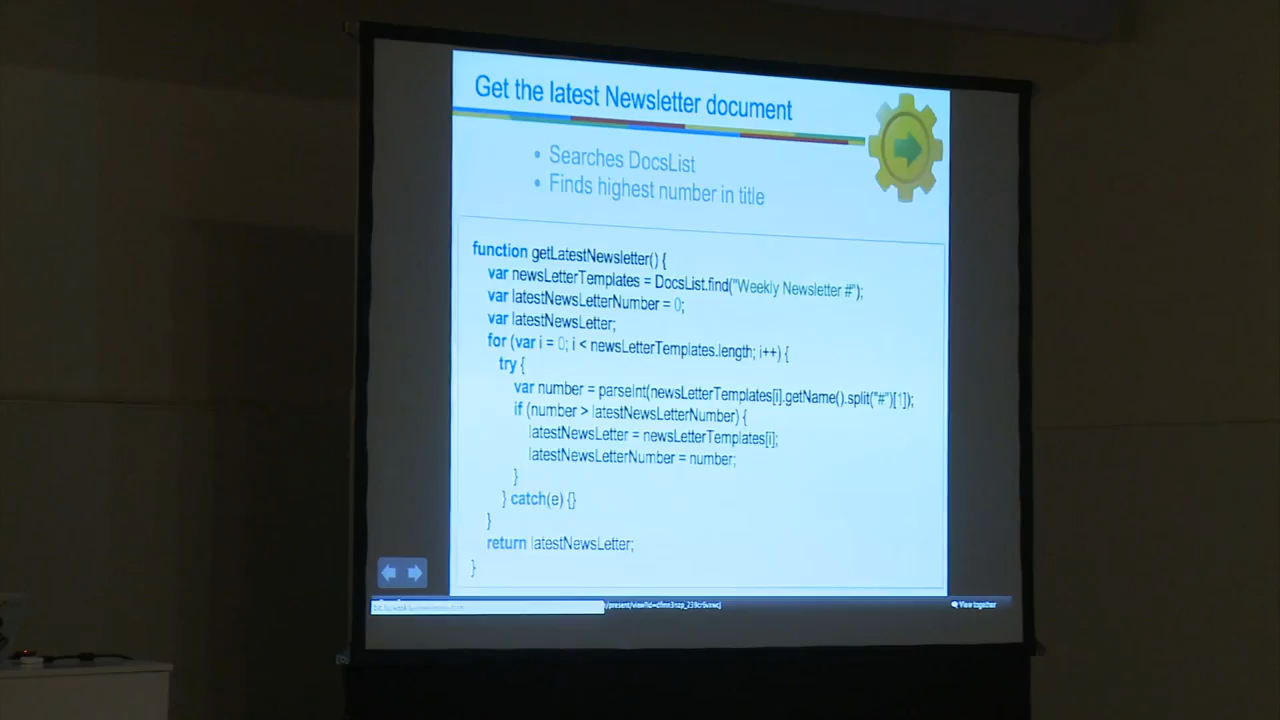 Get the latest Newsletter document
• Searches DocsList
• Finds highest number in title
function getLatestNewsletter() {
var newsLetterTemplates = DocsList.find("Weekly Newsletter #");
var latestNewsLetterNumber = 0;
var latestNewsLetter;
for (var i = 0; i < newsLetterTemplates.length; i++) {
try {
var number = parseInt(newsLetterTemplates[i].getName().split("#")[1]);
if (number > latestNewsLetterNumber) {
latestNewsLetter = newsLetterTemplates[i];
latestNewsLetterNumber = number;
}
} catch(e) {}
}
return latestNewsLetter;
}
View together